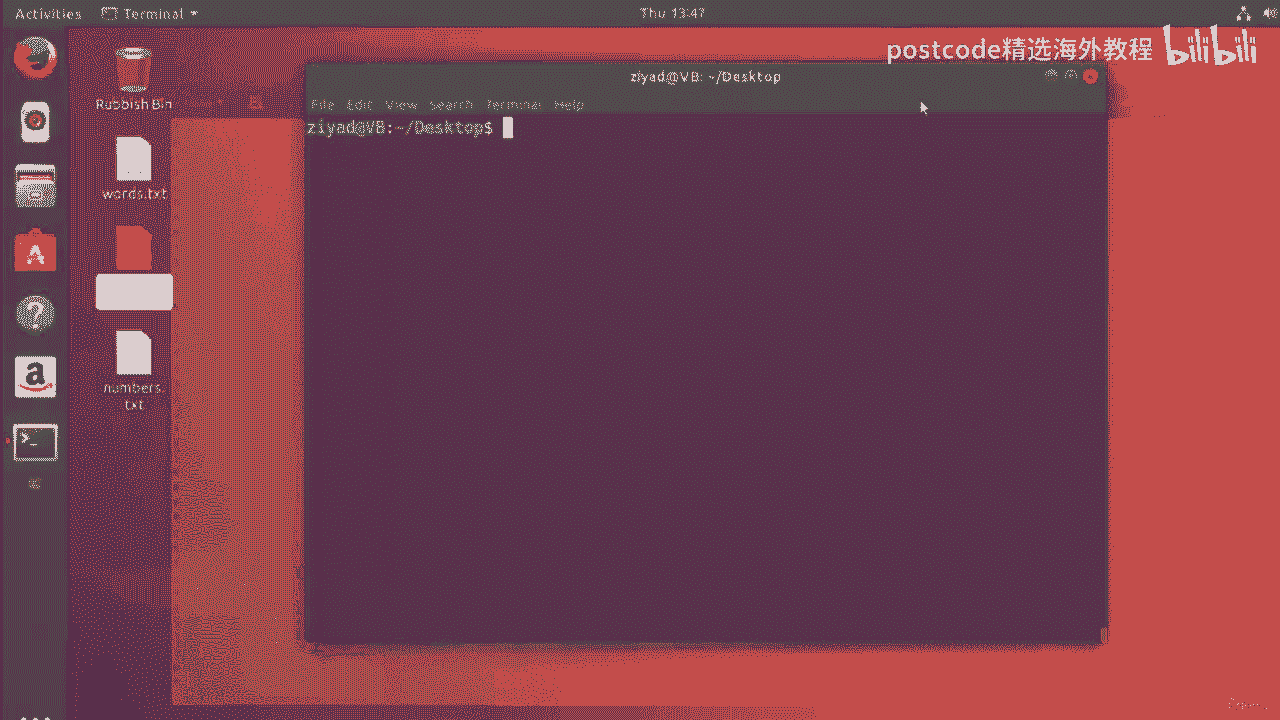 Activities
Terminal
Thu 13:47
postcode精选海外教程 bilibili
ziyad@VB: ~/Desktop
Rubbish Bin
File Edit View Search Terminal Help
ziyad@VB:~/Desktop$
words.txt
numbers.
txt